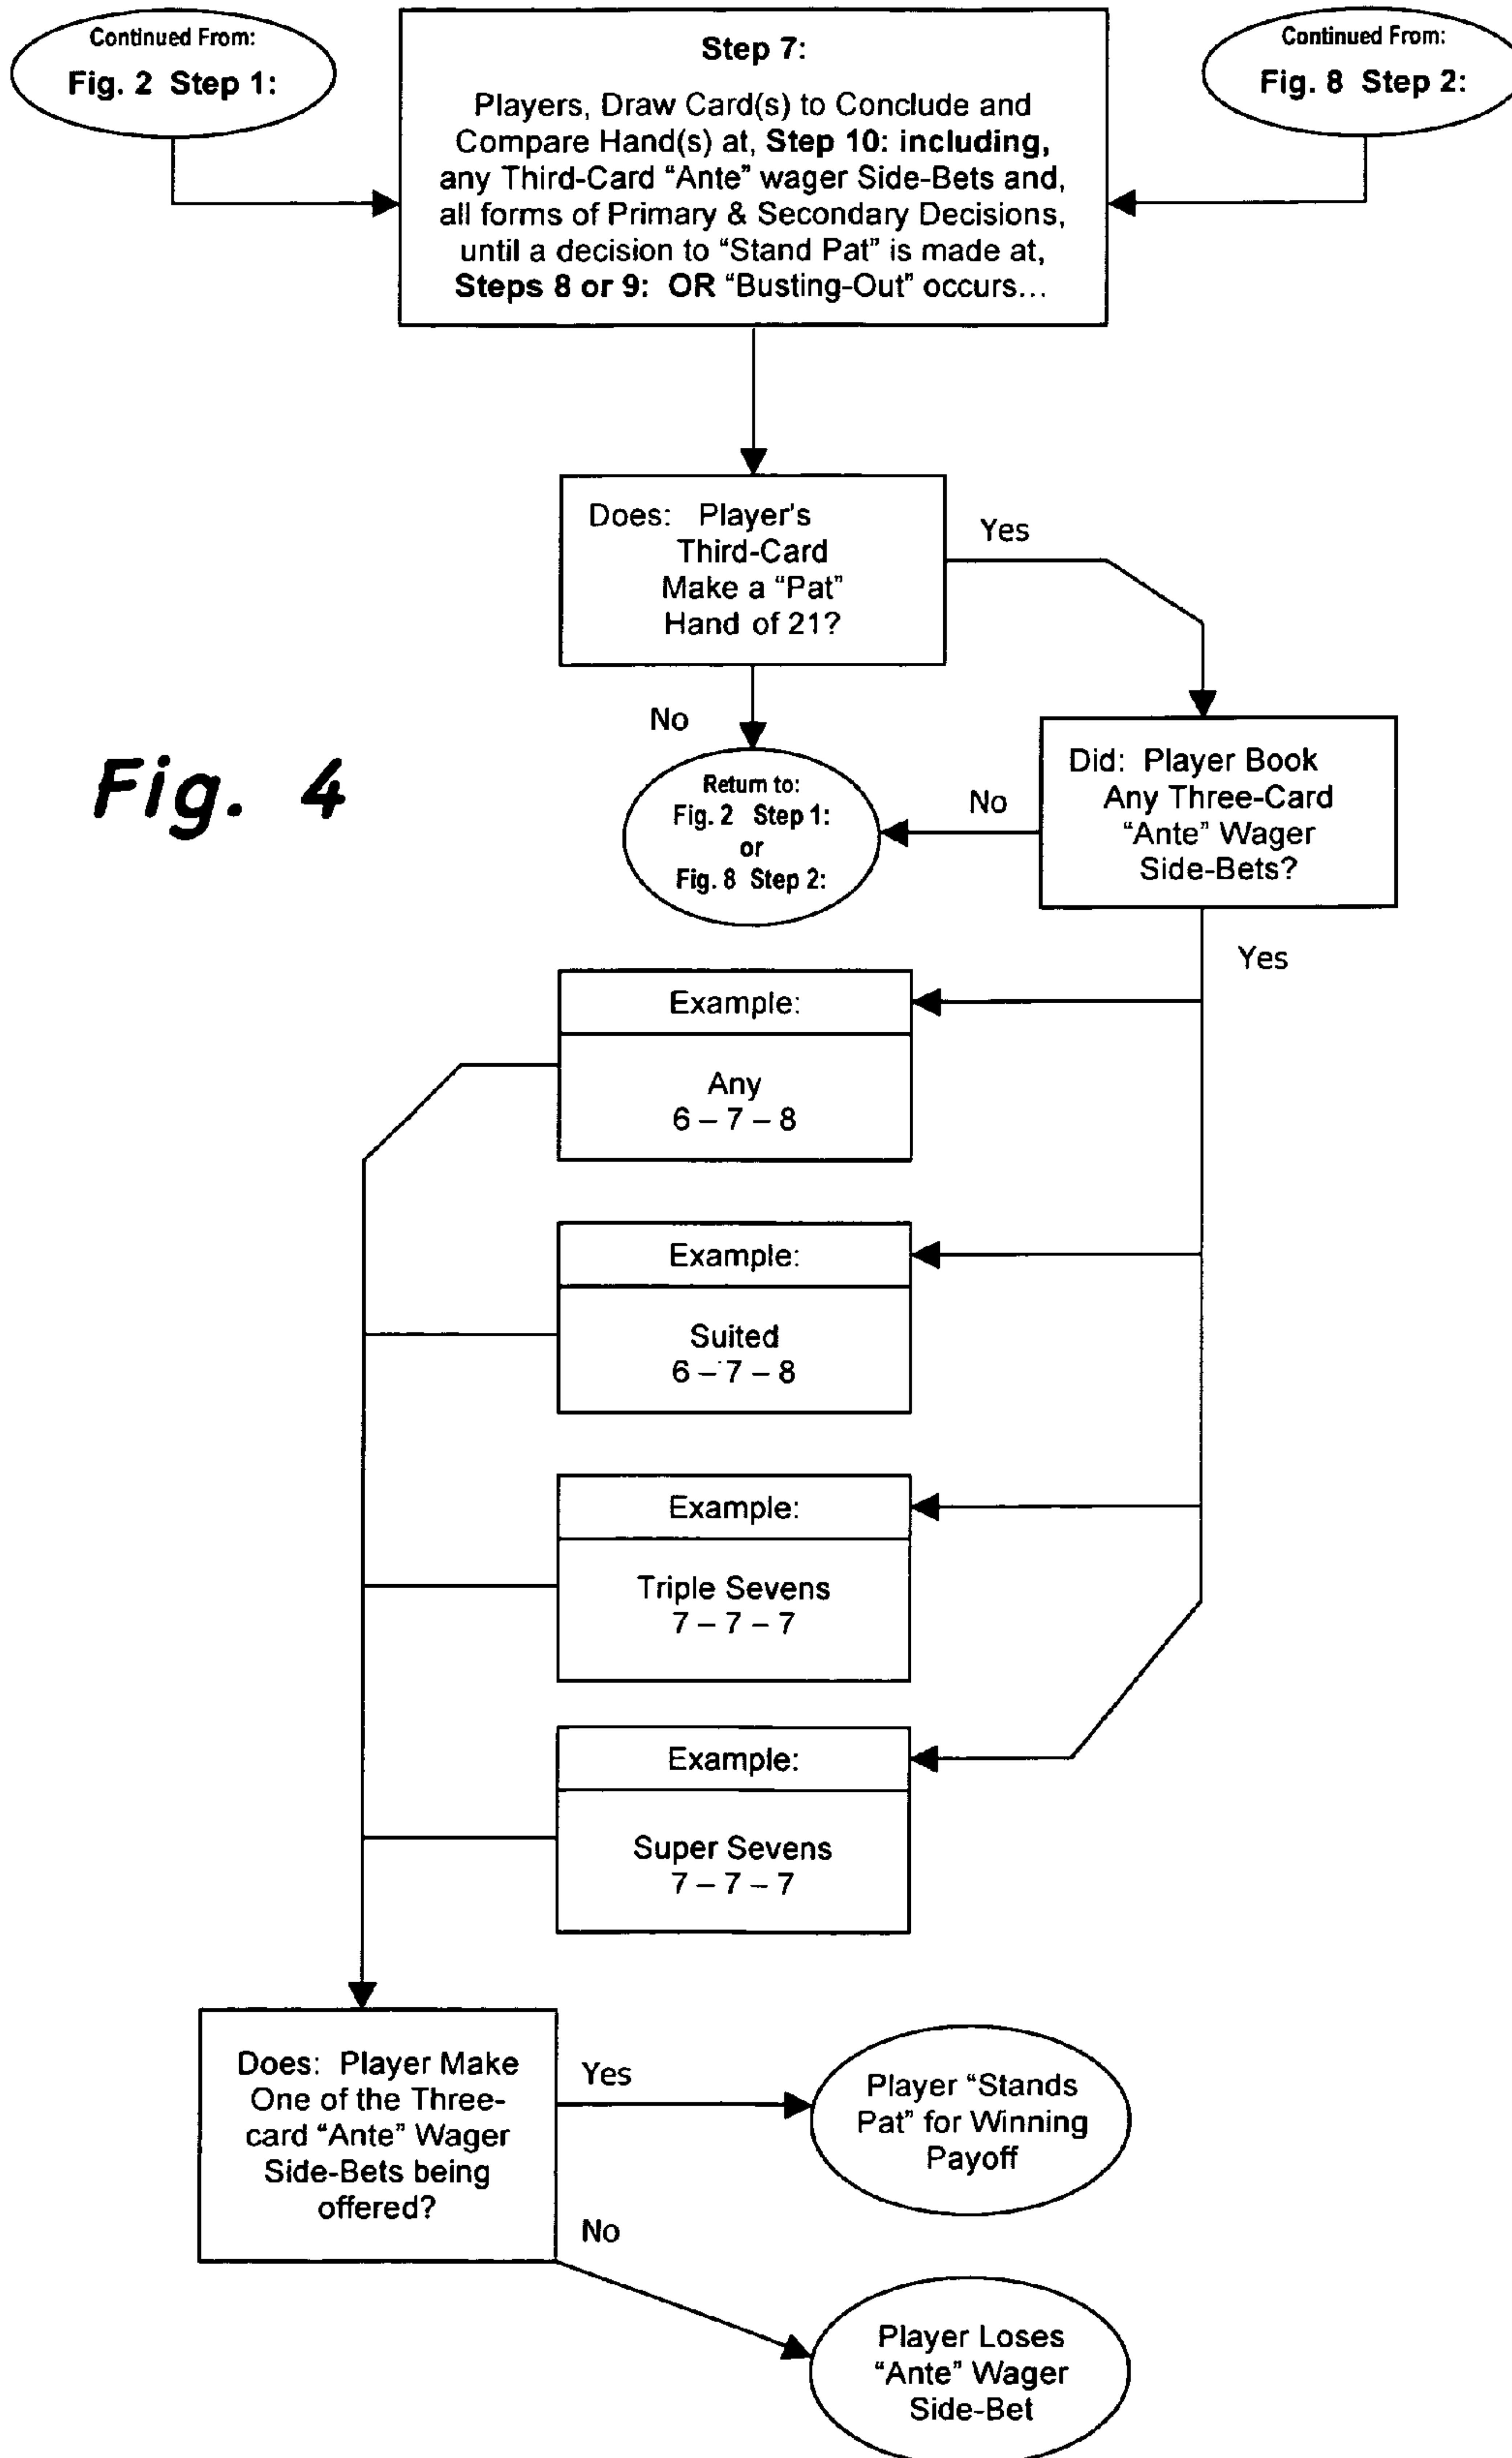 Continued From:
Fig. 2 Step 1:
Step 7:
Players, Draw Card(s) to Conclude and
Compare Hand(s) at, Step 10: including,
any Third-Card “Ante” wager Side-Bets and,
all forms of Primary & Secondary Decisions,
until a decision to “Stand Pat” is made at,
Steps 8 or 9: OR “Busting-Out” occurs...
Continued From:
Fig. 8 Step 2:
Does: Player's
Third-Card
Make a “Pat”
Hand of 21?
Yes
No
Did: Player Book
Any Three-Card
“Ante” Wager
Side-Bets?
No
Return to:
Fig. 2 Step 1:
or
Fig. 8 Step 2:
Fig. 4
Yes
Example:
Any
6 – 7 – 8
Example:
Suited
6 – 7 – 8
Example:
Triple Sevens
7 – 7 – 7
Example:
Super Sevens
7 – 7 – 7
Does: Player Make
One of the Three-
card “Ante” Wager
Side-Bets being
offered?
Yes
Player “Stands
Pat” for Winning
Payoff
No
Player Loses
“Ante” Wager
Side-Bet